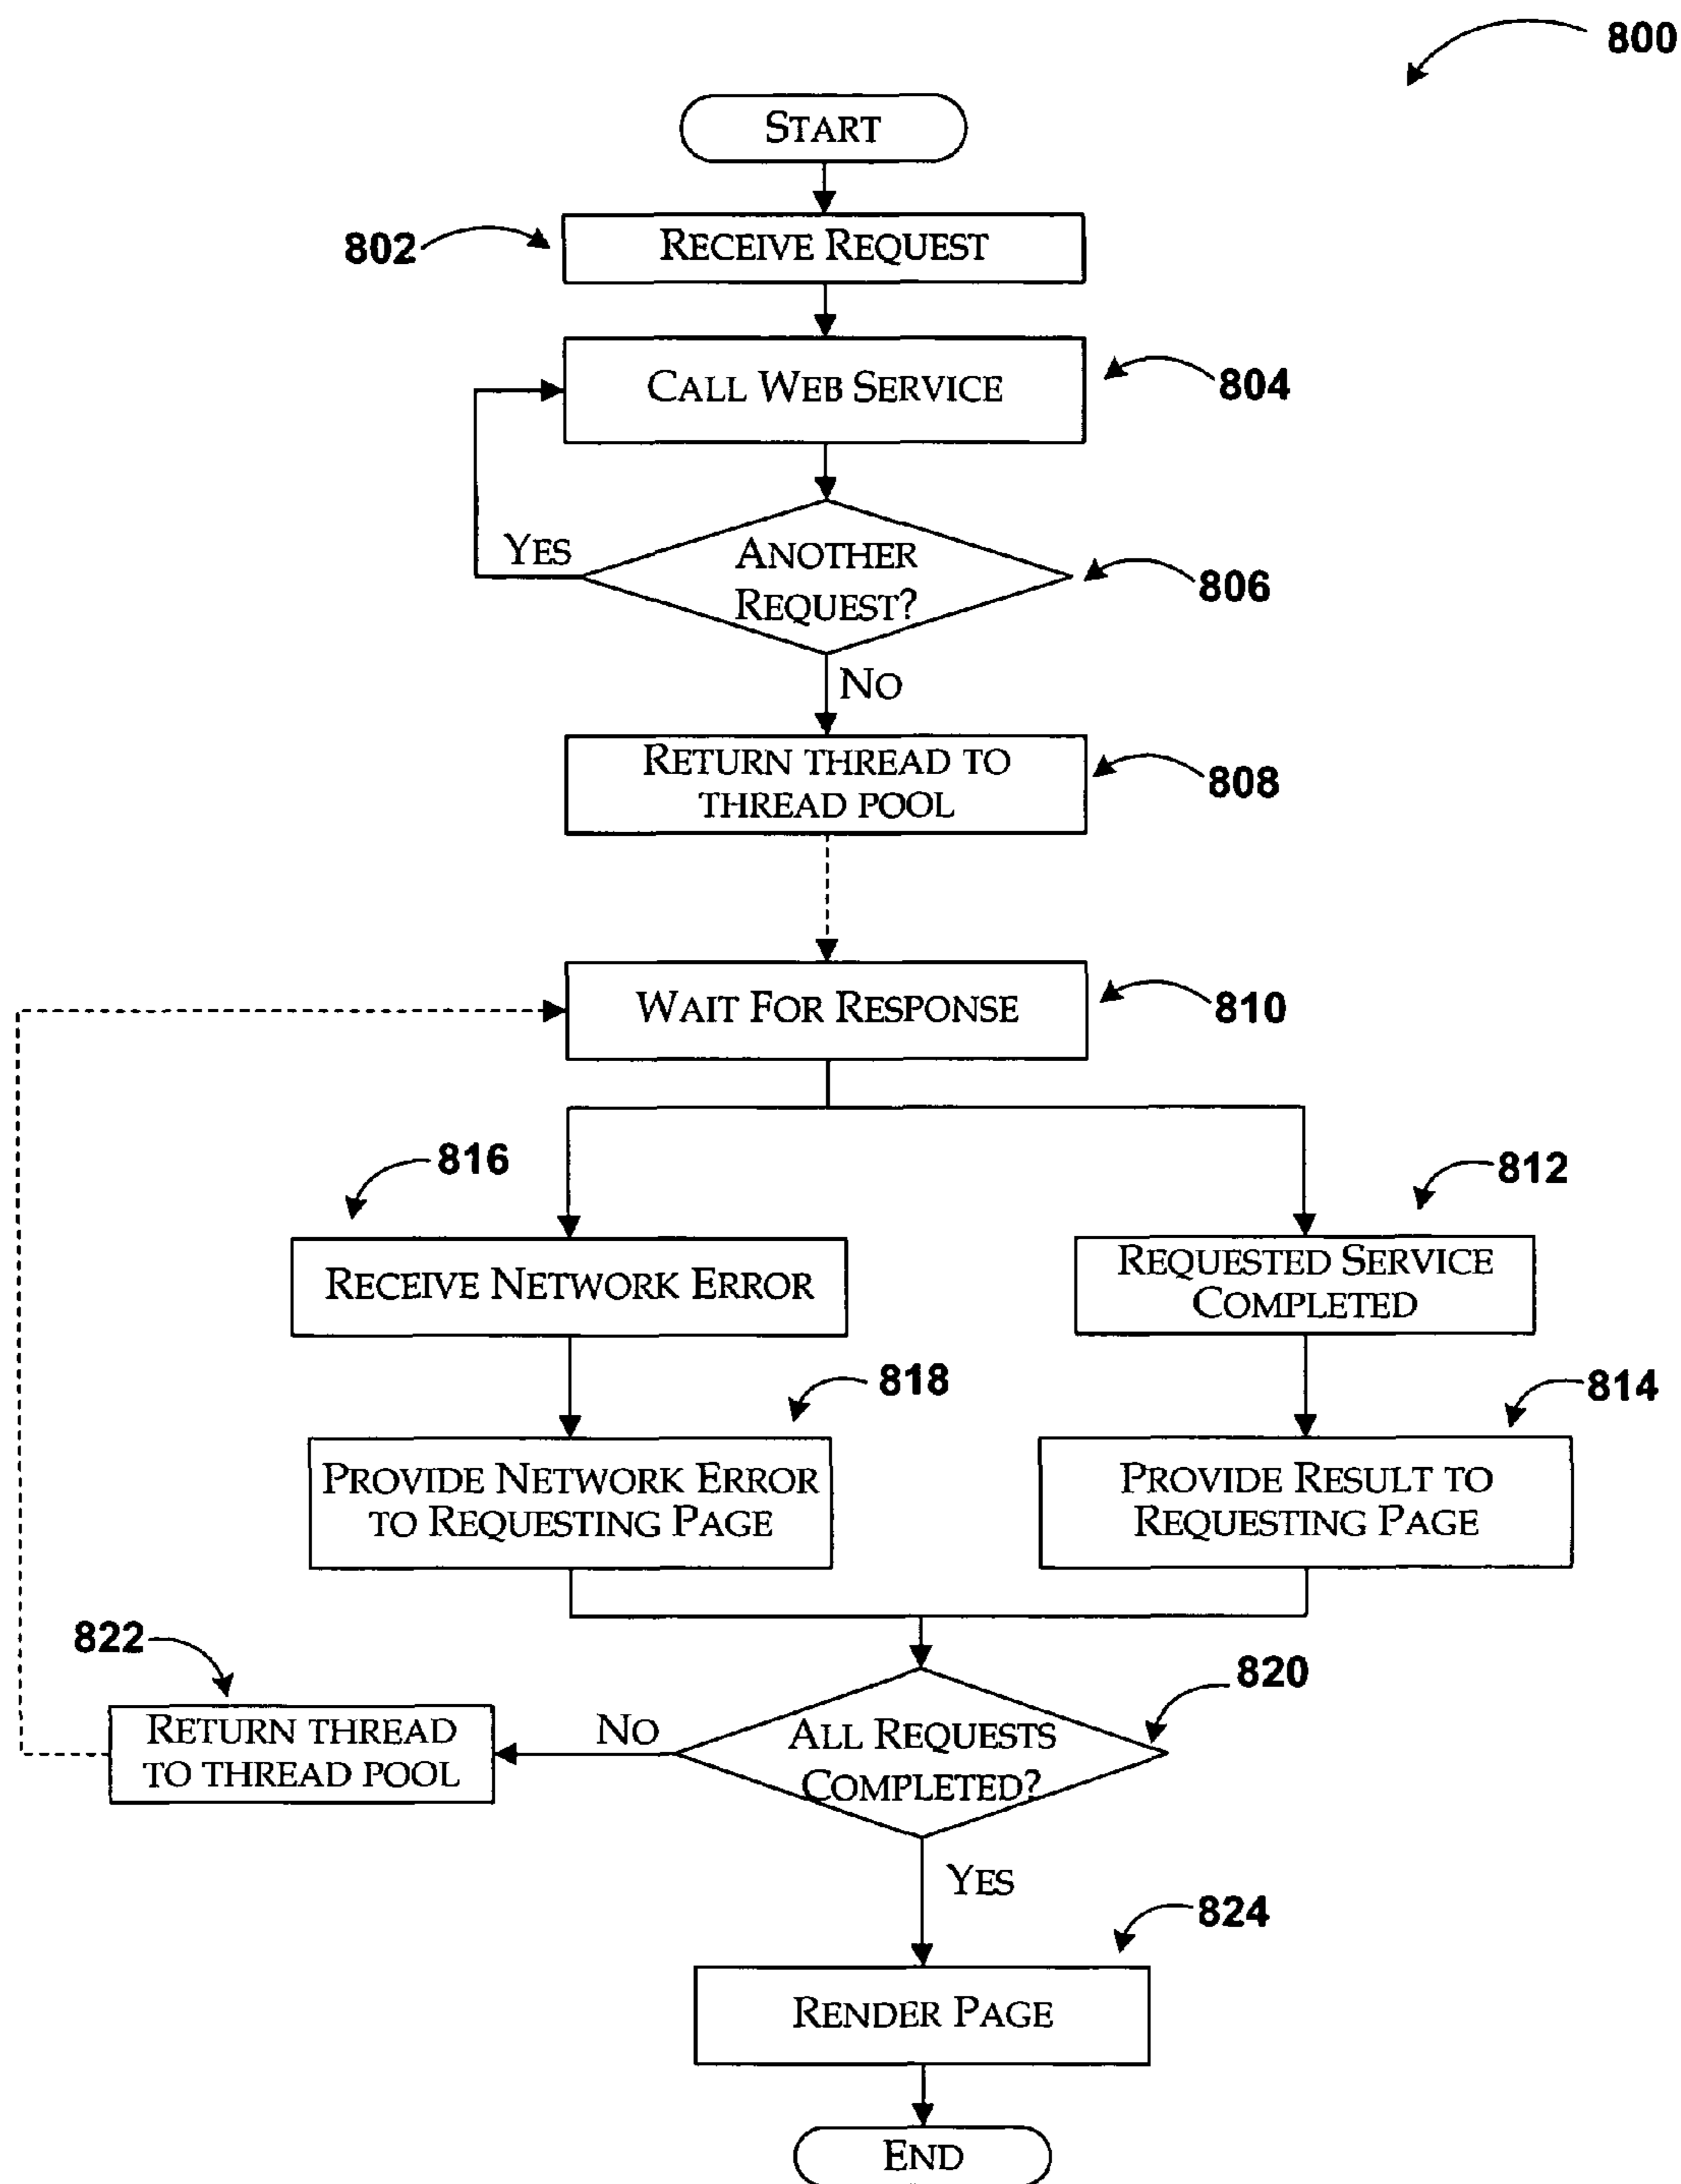 800
START
802
RECEIVE REQUEST
CALL WEB SERVICE
804
YES
ANOTHER
REQUEST?
806
NO
RETURN THREAD TO
THREAD POOL
808
WAIT FOR RESPONSE
810
816
812
RECEIVE NETWORK ERROR
REQUESTED SERVICE
COMPLETED
818
814
PROVIDE NETWORK ERROR
TO REQUESTING PAGE
PROVIDE RESULT TO
REQUESTING PAGE
822
820
RETURN THREAD
TO THREAD POOL
NO
ALL REQUESTS
COMPLETED?
YES
824
RENDER PAGE
END